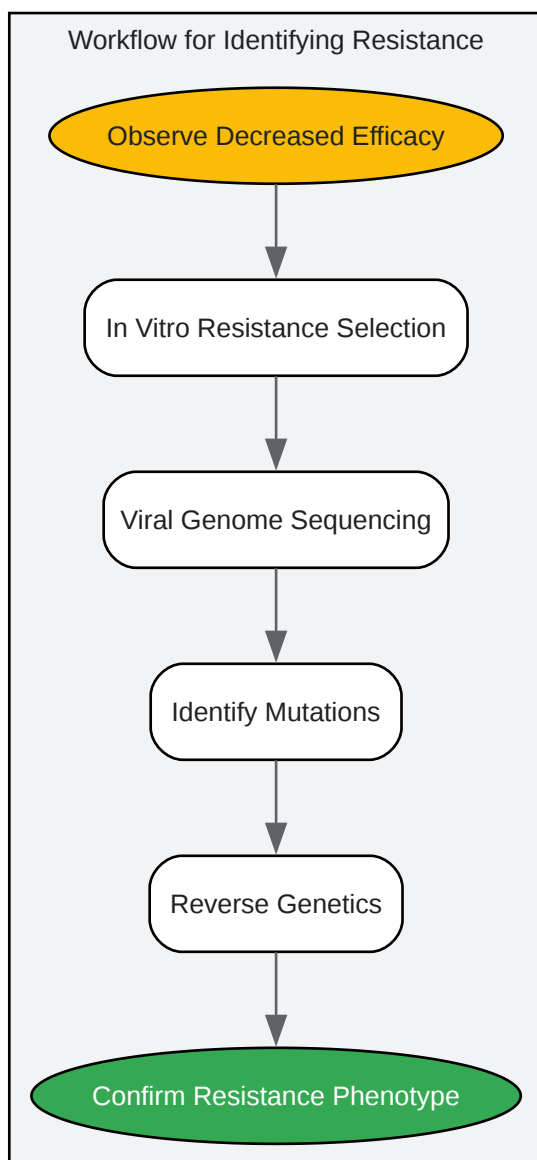 Workflow for Identifying Resistance
Observe Decreased Efficacy
In Vitro Resistance Selection
Viral Genome Sequencing
Identify Mutations
Reverse Genetics
Confirm Resistance Phenotype